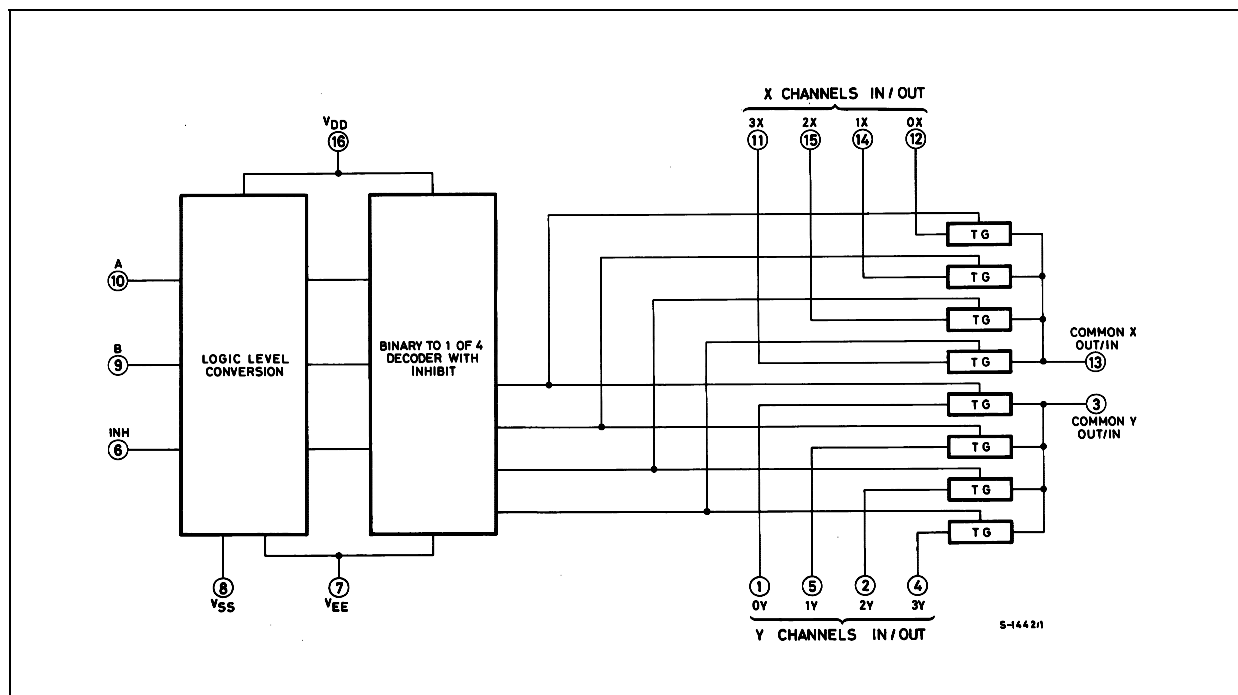 X CHANNELS IN / OUT
3X 2X 1X 0X
11 15 14 12
VDD
16
TG
TG
TG
TG
TG
TG
TG
TG
A
10
B
9
INH
6
LOGIC LEVEL
CONVERSION
BINARY TO 1 OF 4
DECODER WITH
INHIBIT
COMMON X
OUT/IN
13
3
COMMON Y
OUT/IN
8
VSS
7
VEE
1 5 2 4
0Y 1Y 2Y 3Y
Y CHANNELS IN / OUT
S-1442/1